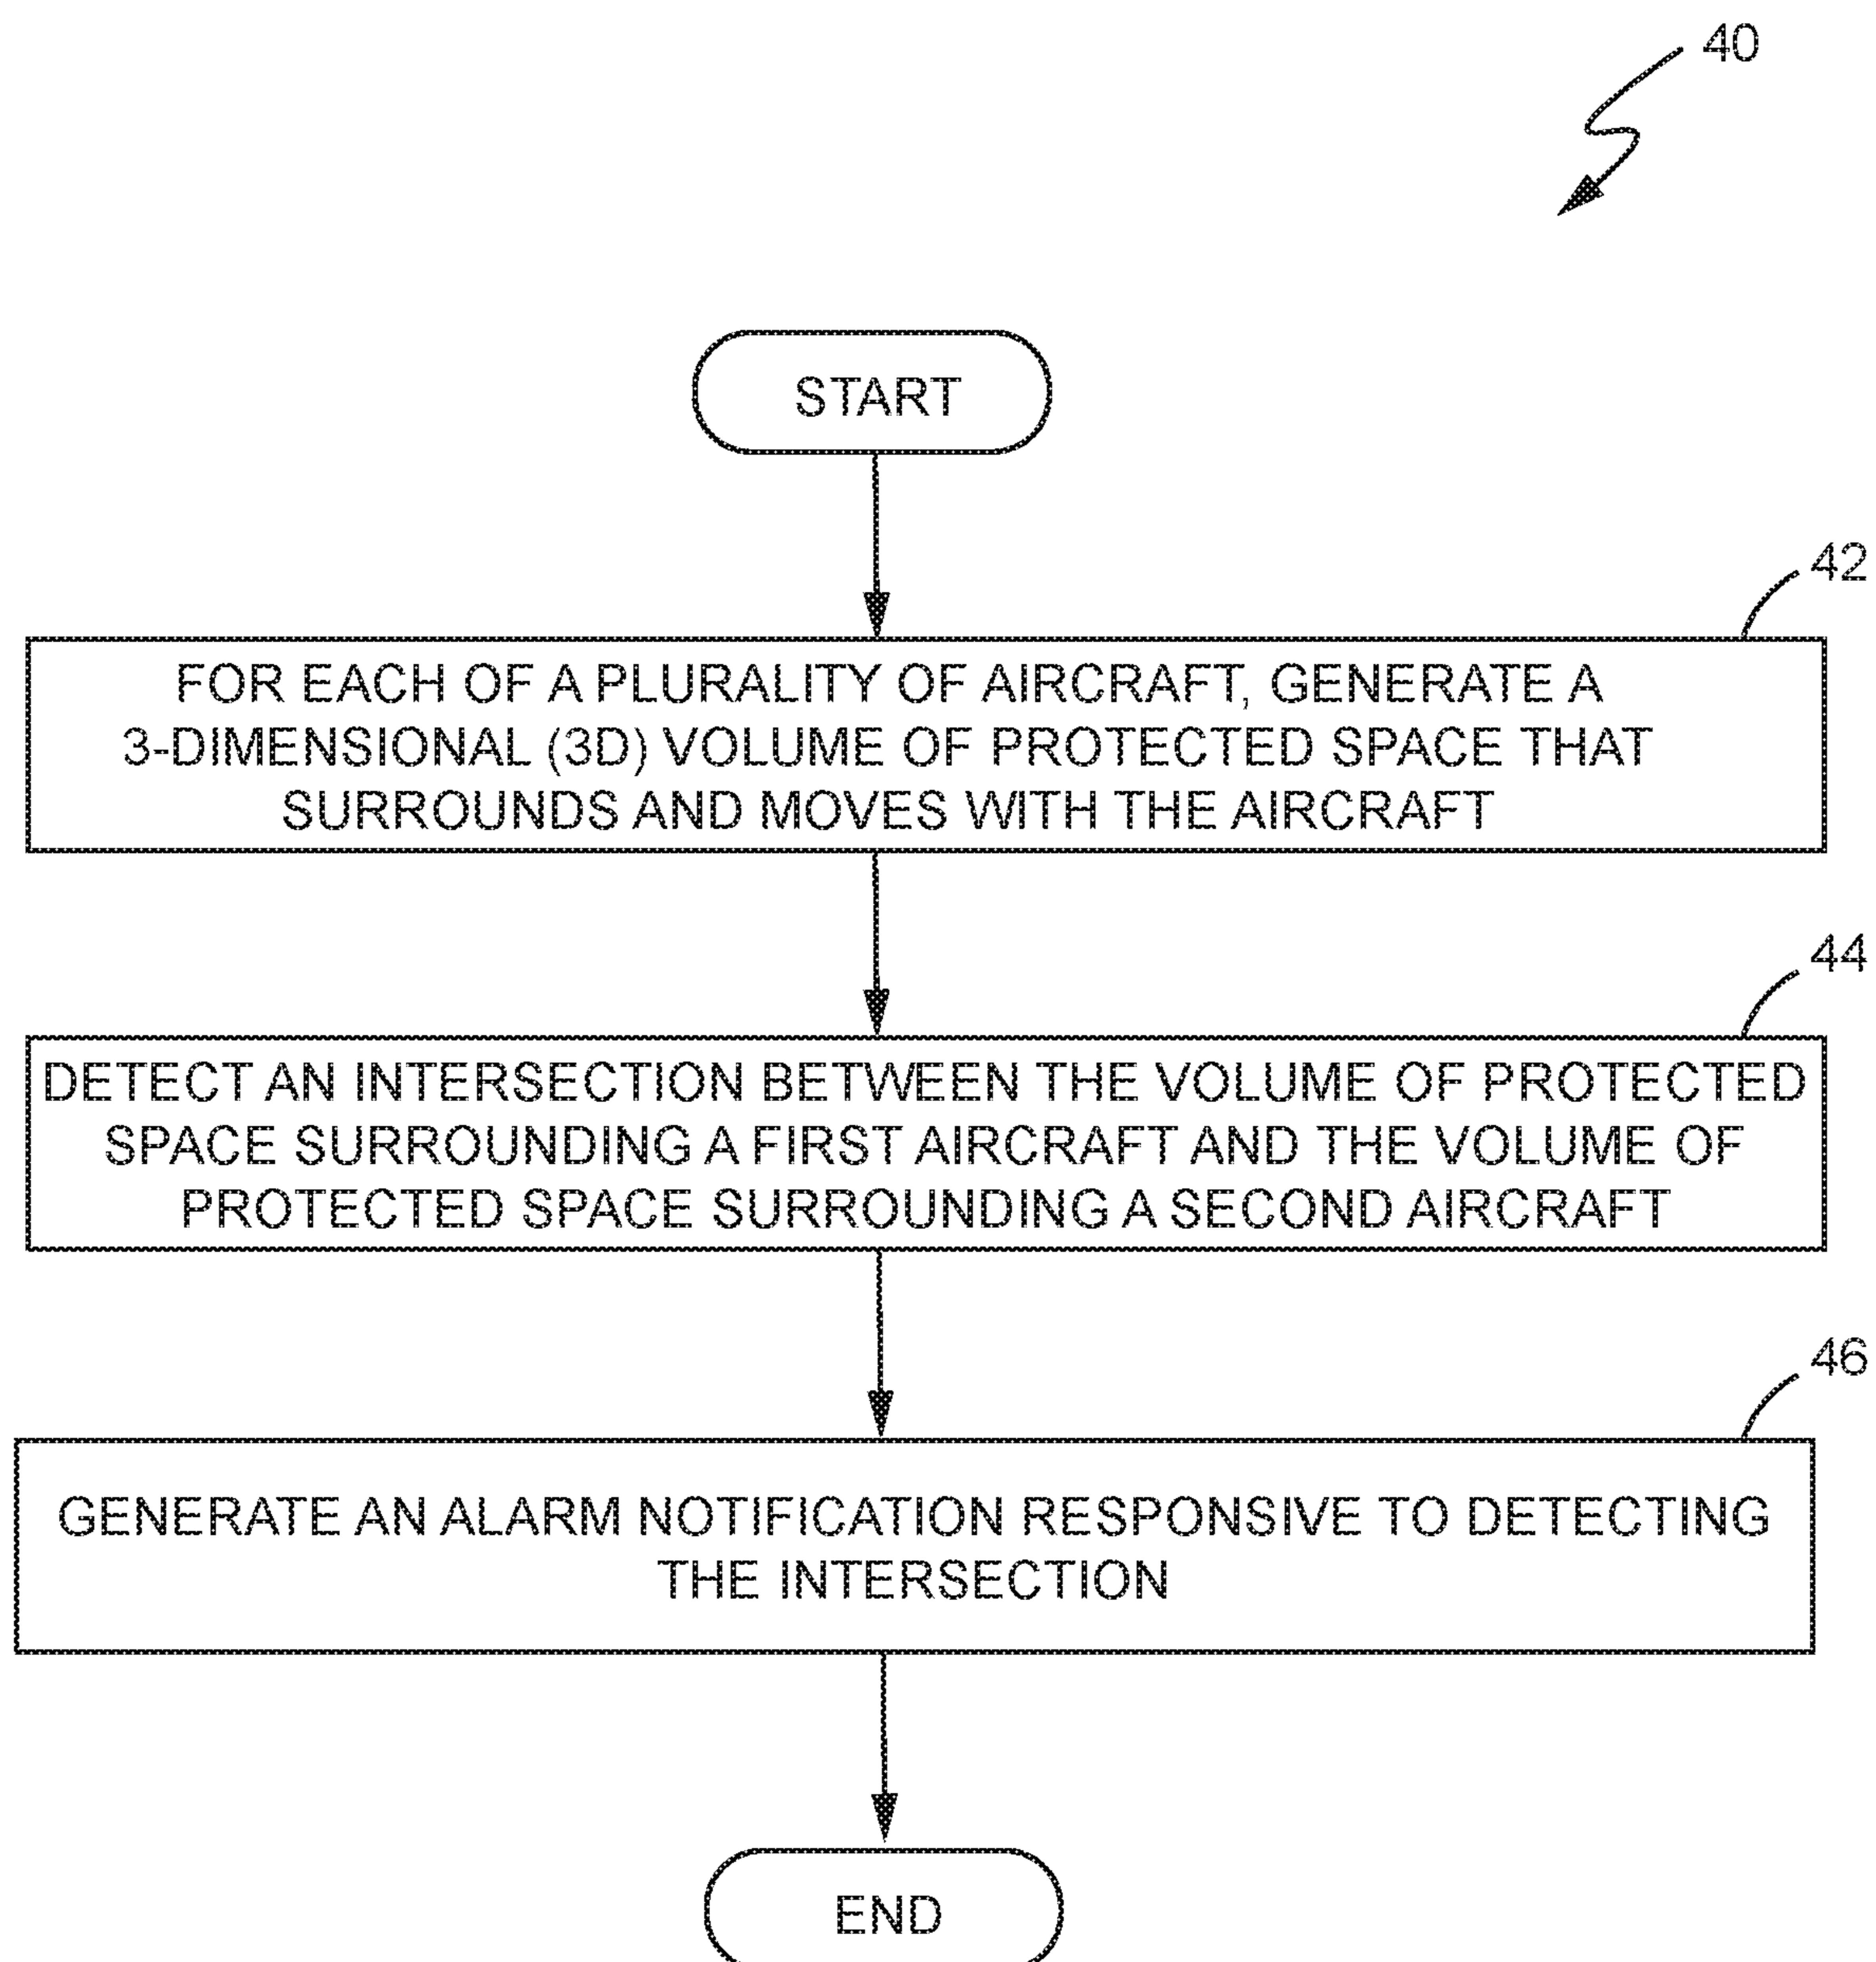 40
START
42
FOR EACH OF A PLURALITY OF AIRCRAFT, GENERATE A
3-DIMENSIONAL (3D) VOLUME OF PROTECTED SPACE THAT
SURROUNDS AND MOVES WITH THE AIRCRAFT
44
DETECT AN INTERSECTION BETWEEN THE VOLUME OF PROTECTED
SPACE SURROUNDING A FIRST AIRCRAFT AND THE VOLUME OF
PROTECTED SPACE SURROUNDING A SECOND AIRCRAFT
46
GENERATE AN ALARM NOTIFICATION RESPONSIVE TO DETECTING
THE INTERSECTION
END